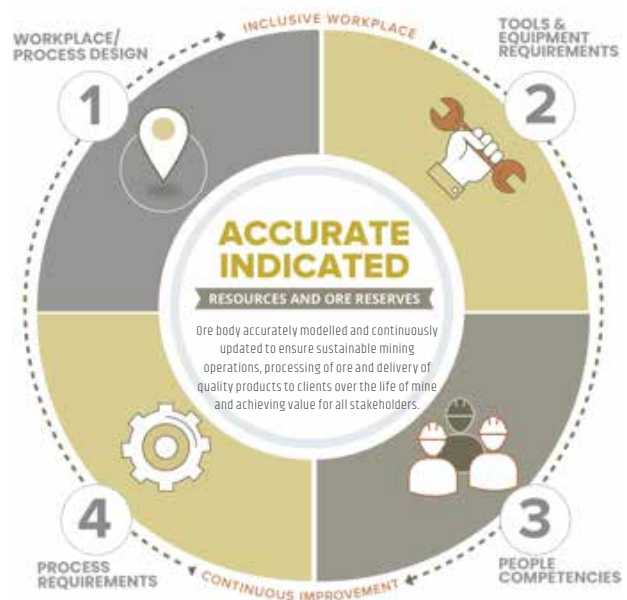 INCLUSIVE WORKPLACE
WORKPLACE/
PROCESS DESIGN
1
TOOLS &
EQUIPMENT
REQUIREMENTS
2
ACCURATE
INDICATED
RESOURCES AND ORE RESERVES
Ore body accurately modelled and continuously
updated to ensure sustainable mining
operations, processing of ore and delivery of
quality products to clients over the life of mine
and achieving value for all stakeholders.
4
PROCESS
REQUIREMENTS
3
PEOPLE
COMPETENCIES
CONTINUOUS IMPROVEMENT